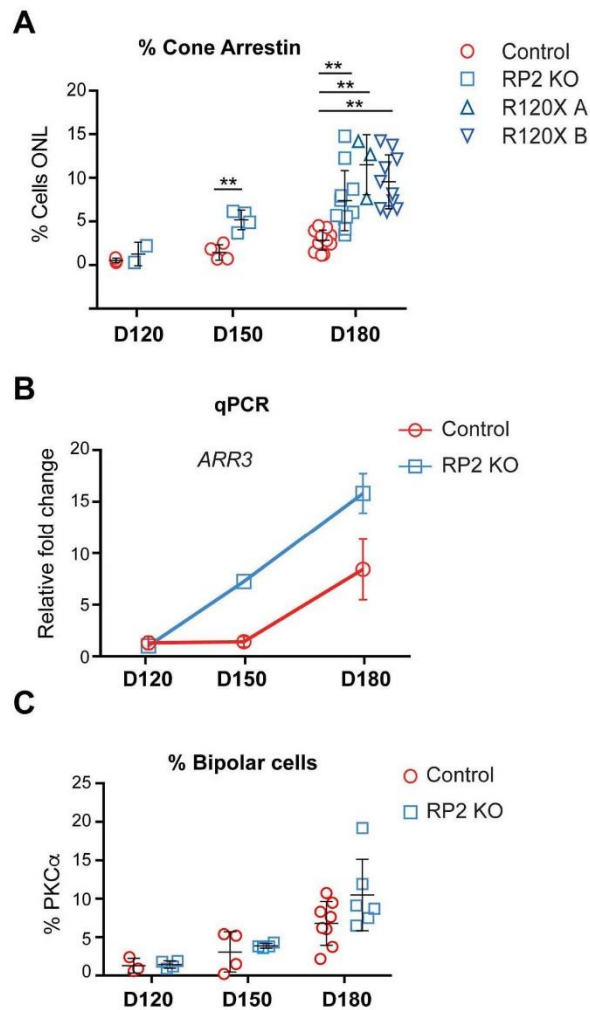 A
% Cone Arrestin
Control
RP2 KO
R120X A
R120X B
**
**
**
**
% Cells ONL
20
15
10
5
0
D120 D150 D180
B
qPCR
ARR3
Control
RP2 KO
Relative fold change
20
15
10
5
0
D120 D150 D180
C
% Bipolar cells
Control
RP2 KO
% PKCα
25
20
15
10
5
0
D120 D150 D180